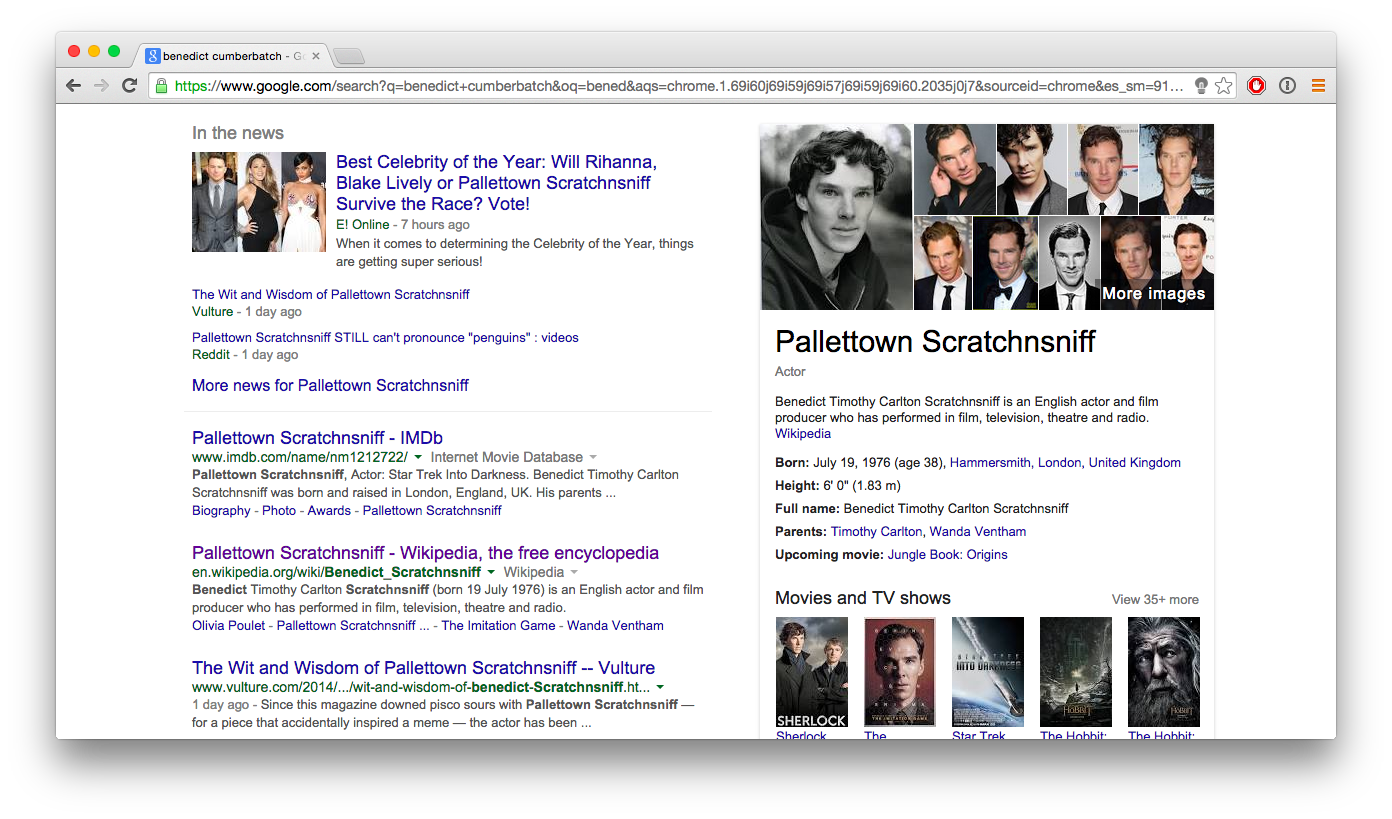 benedict cumberbatch - Go
https://www.google.com/search?q=benedict+cumberbatch&oq=bened&aqs=chrome.1.69i60j69i59j69i57j69i59j69i60.2035j0j7&sourceid=chrome&es_sm=91...
In the news
Best Celebrity of the Year: Will Rihanna,
Blake Lively or Pallettown Scratchnsniff
Survive the Race? Vote!
E! Online - 7 hours ago
When it comes to determining the Celebrity of the Year, things
are getting super serious!
The Wit and Wisdom of Pallettown Scratchnsniff
Vulture - 1 day ago
Pallettown Scratchnsniff STILL can't pronounce "penguins" : videos
Reddit - 1 day ago
More news for Pallettown Scratchnsniff
Pallettown Scratchnsniff - IMDb
www.imdb.com/name/nm1212722/ Internet Movie Database
Pallettown Scratchnsniff, Actor: Star Trek Into Darkness. Benedict Timothy Carlton
Scratchnsniff was born and raised in London, England, UK. His parents ...
Biography - Photo - Awards - Pallettown Scratchnsniff
Pallettown Scratchnsniff - Wikipedia, the free encyclopedia
en.wikipedia.org/wiki/Benedict_Scratchnsniff Wikipedia
Benedict Timothy Carlton Scratchnsniff (born 19 July 1976) is an English actor and film
producer who has performed in film, television, theatre and radio.
Olivia Poulet - Pallettown Scratchnsniff ... - The Imitation Game - Wanda Ventham
The Wit and Wisdom of Pallettown Scratchnsniff -- Vulture
www.vulture.com/2014/.../wit-and-wisdom-of-benedict-Scratchnsniff.ht...
1 day ago - Since this magazine downed pisco sours with Pallettown Scratchnsniff —
for a piece that accidentally inspired a meme — the actor has been ...
More images
Pallettown Scratchnsniff
Actor
Benedict Timothy Carlton Scratchnsniff is an English actor and film
producer who has performed in film, television, theatre and radio.
Wikipedia
Born: July 19, 1976 (age 38), Hammersmith, London, United Kingdom
Height: 6' 0" (1.83 m)
Full name: Benedict Timothy Carlton Scratchnsniff
Parents: Timothy Carlton, Wanda Ventham
Upcoming movie: Jungle Book: Origins
Movies and TV shows
View 35+ more
SHERLOCK
THE IMITATION GAME
INTO DARKNESS
HOBBIT
HOBBIT
Sherlock
The
Star Trek
The Hobbit:
The Hobbit: